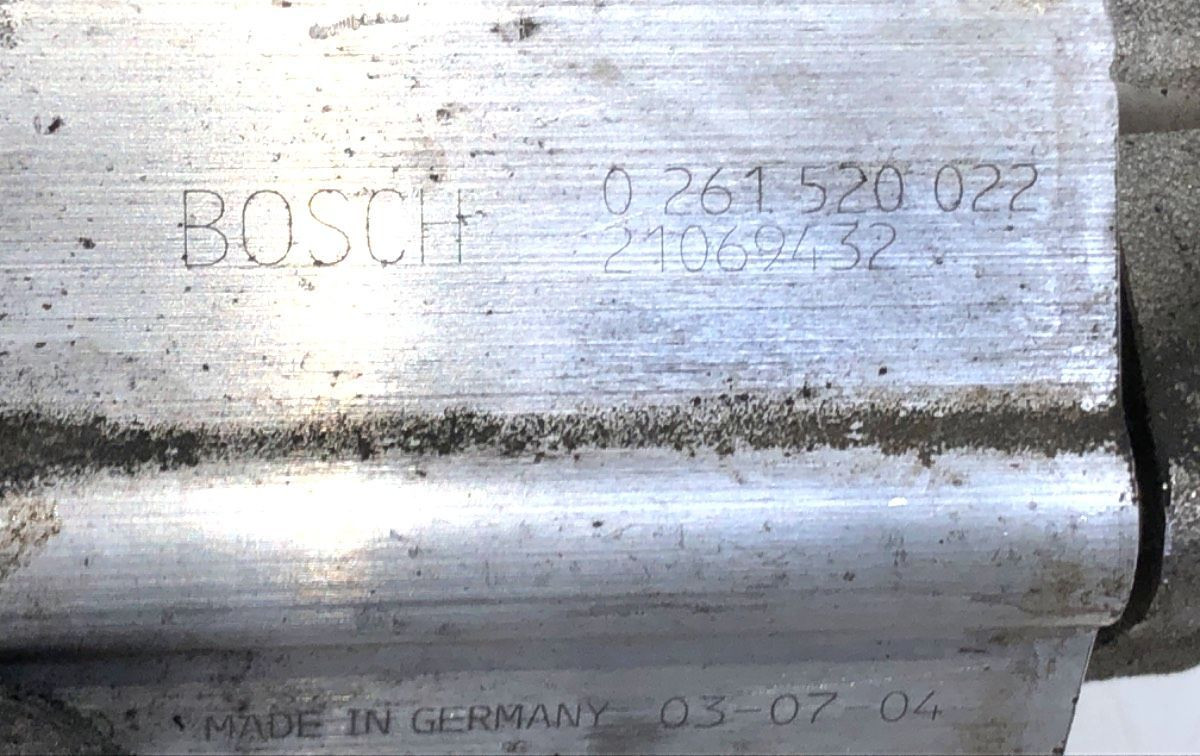 BOSCH 0 261 520 022
21069432
MADE IN GERMANY 03-07-04